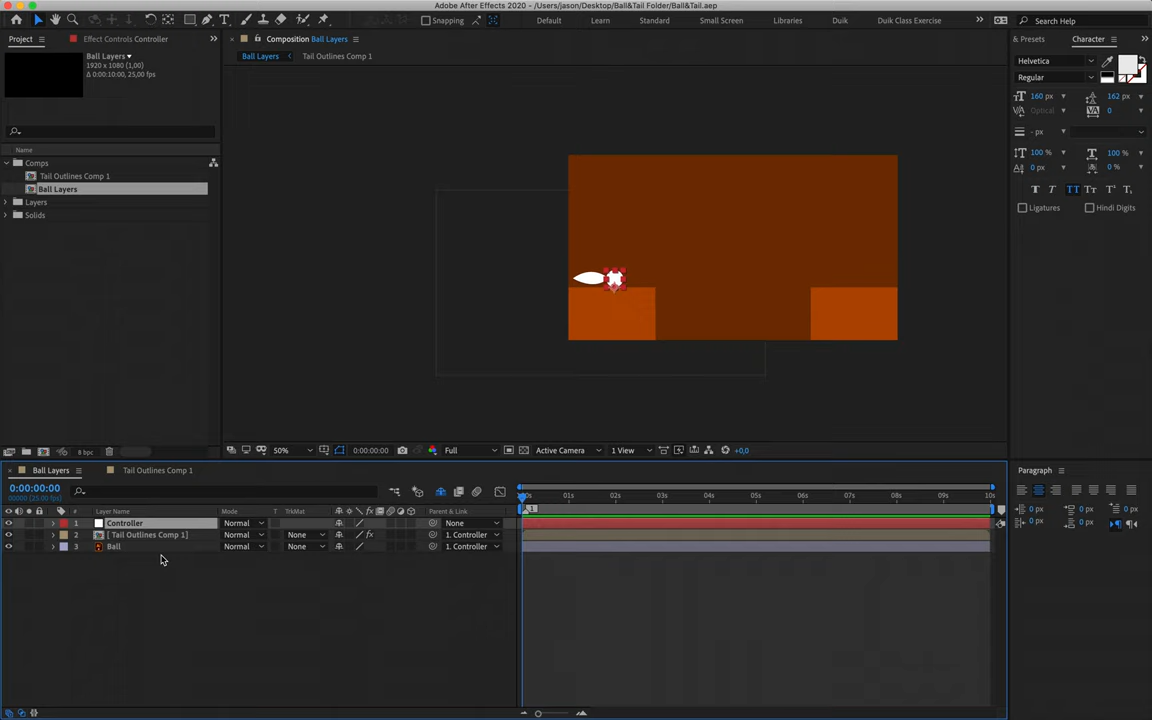 Adobe After Effects 2020 - /Users/jason/Desktop/Ball&Tail Folder/Ball&Tail.aep
Snapping
Default
Learn
Standard
Small Screen
Libraries
Duik
Duik Class Exercise
Search Help
Project
Effect Controls Controller
Composition Ball Layers
& Presets
Character
Ball Layers
1920 x 1080 (1,00)
Δ 0:00:10:00, 25,00 fps
Ball Layers
Tail Outlines Comp 1
Helvetica
Regular
160 px
162 px
Optical
0
- px
100 %
100 %
0 px
0 %
Ligatures
Hindi Digits
Name
Comps
Tail Outlines Comp 1
Ball Layers
Layers
Solids
8 bpc
50%
0:00:00:00
Full
Active Camera
1 View
+0,0
Ball Layers
Tail Outlines Comp 1
Paragraph
0:00:00:00
00000 (25.00 fps)
01s
02s
03s
04s
05s
06s
07s
08s
09s
10s
#
Layer Name
Mode
T
TrkMat
Parent & Link
1
1 Controller Normal None
2 [ Tail Outlines Comp 1] Normal None 1. Controller
3 Ball Normal None 1. Controller
0 px
0 px
0 px
0 px
0 px